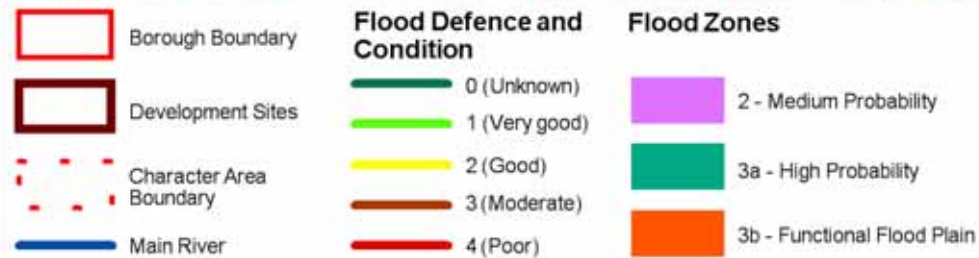 Borough Boundary
Development Sites
Character Area
Boundary
Main River
Flood Defence and
Condition
0 (Unknown)
1 (Very good)
2 (Good)
3 (Moderate)
4 (Poor)
Flood Zones
2 - Medium Probability
3a - High Probability
3b - Functional Flood Plain